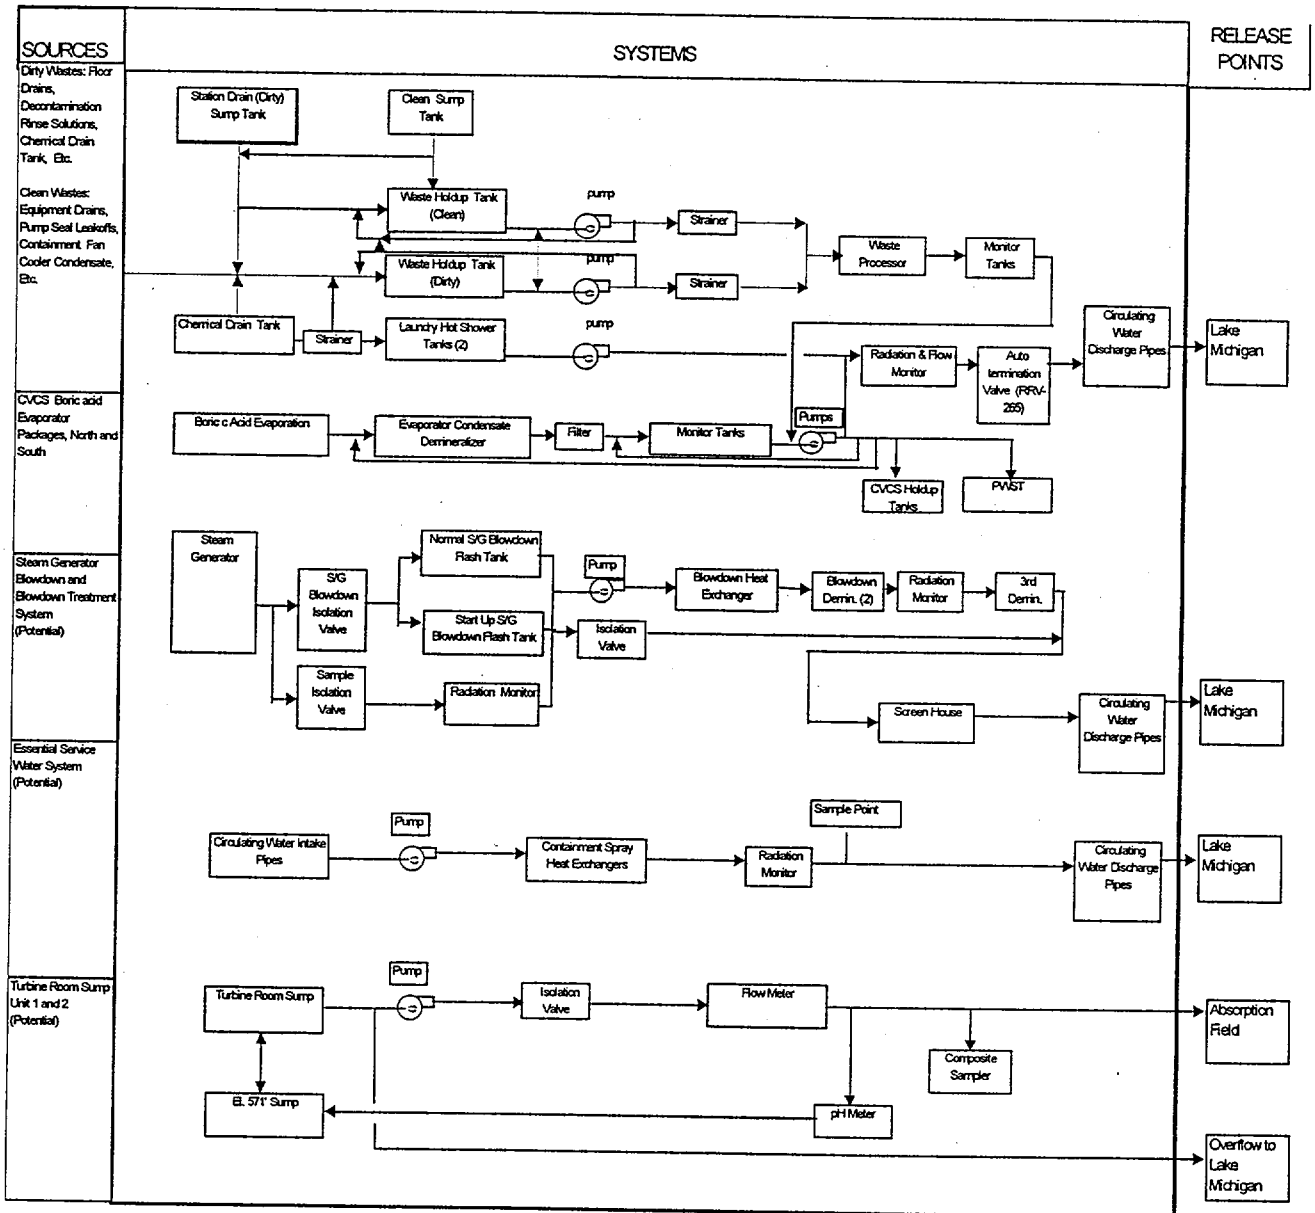 SOURCES
SYSTEMS
RELEASE
POINTS
Dirty Wastes: Floor
Drains,
Decontamination
Rinse Solutions,
Chemical Drain
Tank, Etc.
Clean Wastes:
Equipment Drains,
Pump Seal Leakoffs,
Containment Fan
Cooler Condensate,
Etc.
Station Drain (Dirty)
Sump Tank
Clean Sump
Tank
Waste Holdup Tank
(Clean)
pump
Strainer
Waste Holdup Tank
(Dirty)
pump
Strainer
Waste
Processor
Monitor
Tanks
Chemical Drain Tank
Strainer
Laundry Hot Shower
Tanks (2)
pump
Radiation & Flow
Monitor
Auto
termination
Valve (RRV-
265)
Circulating
Water
Discharge Pipes
Lake
Michigan
CVCS Boric acid
Evaporator
Packages, North and
South
Boric c Acid Evaporation
Evaporator Condensate
Demineralizer
Filter
Monitor Tanks
Pumps
CVCS Holdup
Tanks
PWST
Steam Generator
Blowdown and
Blowdown Treatment
System
(Potential)
Steam
Generator
S/G
Blowdown
Isolation
Valve
Normal S/G Blowdown
Flash Tank
Start Up S/G
Blowdown Flash Tank
Pump
Isolation
Valve
Blowdown Heat
Exchanger
Blowdown
Demin. (2)
Radiation
Monitor
3rd
Demin.
Sample
Isolation
Valve
Radiation Monitor
Screen House
Circulating
Water
Discharge Pipes
Lake
Michigan
Essential Service
Water System
(Potential)
Circulating Water Intake
Pipes
Pump
Containment Spray
Heat Exchangers
Radiation
Monitor
Sample Point
Circulating
Water Discharge
Pipes
Lake
Michigan
Turbine Room Sump
Unit 1 and 2
(Potential)
Turbine Room Sump
Pump
Isolation
Valve
Flow Meter
Absorption
Field
Composite
Sampler
EL 571' Sump
pH Meter
Overflow to
Lake
Michigan